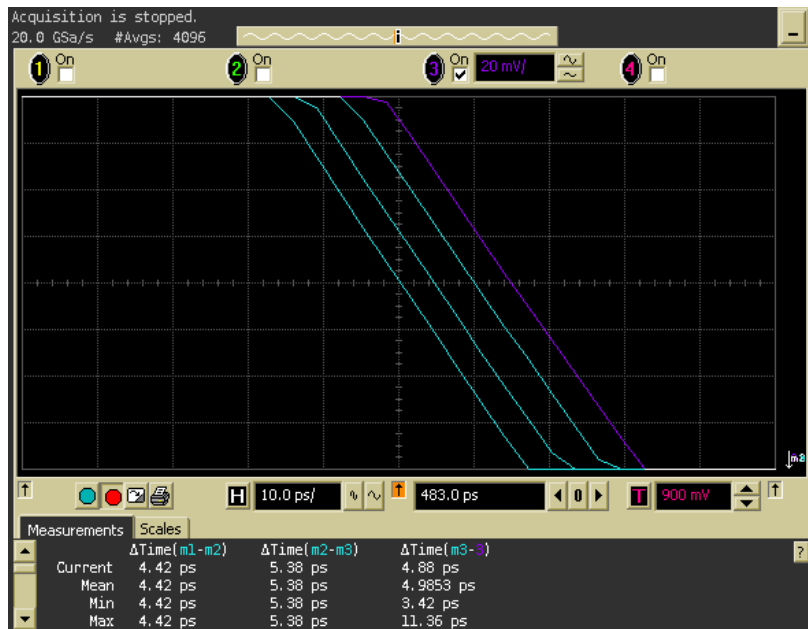 Acquisition is stopped.
20.0 GSa/s #Avgs: 4096
1 On 2 On 3 On 20 mV/ 4 On
H 10.0 ps/ 483.0 ps 0 T 900 mV
Measurements Scales
ΔTime(m1-m2) ΔTime(m2-m3) ΔTime(m3-3)
?
Current 4.42 ps 5.38 ps 4.88 ps
Mean 4.42 ps 5.38 ps 4.9853 ps
Min 4.42 ps 5.38 ps 3.42 ps
Max 4.42 ps 5.38 ps 11.36 ps